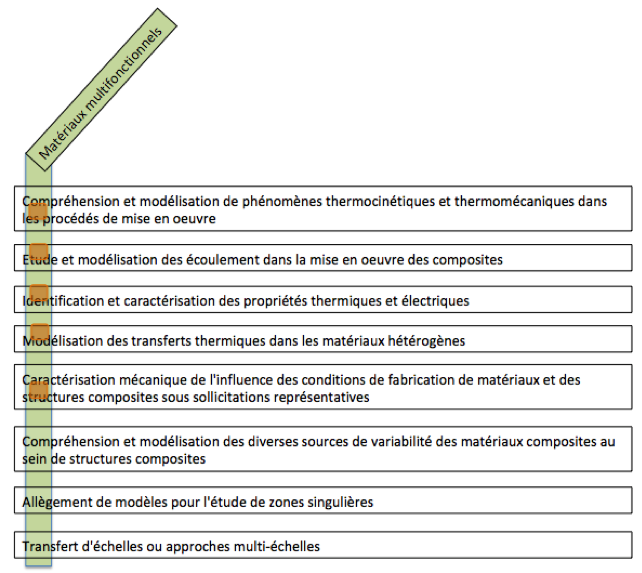 Matériaux multifonctionnels
Compréhension et modélisation de phénomènes thermocinétiques et thermomécaniques dans
les procédés de mise en oeuvre
Etude et modélisation des écoulement dans la mise en oeuvre des composites
Identification et caractérisation des propriétés thermiques et électriques
Modélisation des transferts thermiques dans les matériaux hétérogènes
Caractérisation mécanique de l'influence des conditions de fabrication de matériaux et des
structures composites sous sollicitations représentatives
Compréhension et modélisation des diverses sources de variabilité des matériaux composites au
sein de structures composites
Allègement de modèles pour l'étude de zones singulières
Transfert d'échelles ou approches multi-échelles